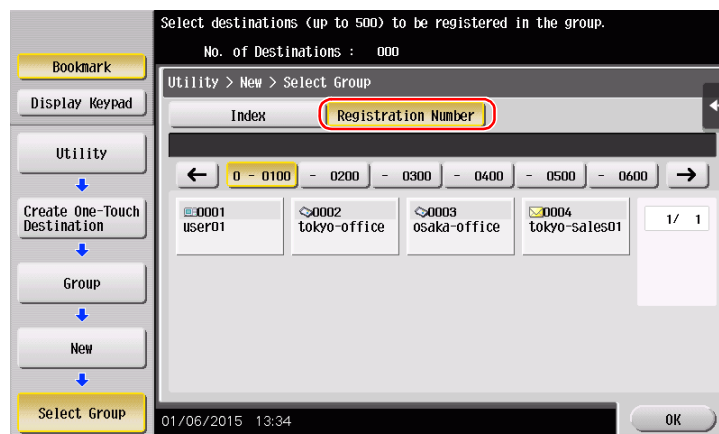 Select destinations (up to 500) to be registered in the group.
No. of Destinations : 000
Bookmark
Display Keypad
Utility
Create One-Touch
Destination
Group
New
Select Group
Utility > New > Select Group
Index
Registration Number
← 0 - 0100 - 0200 - 0300 - 0400 - 0500 - 0600 →
0001
user01
0002
tokyo-office
0003
osaka-office
0004
tokyo-sales01
1/ 1
01/06/2015 13:34
OK